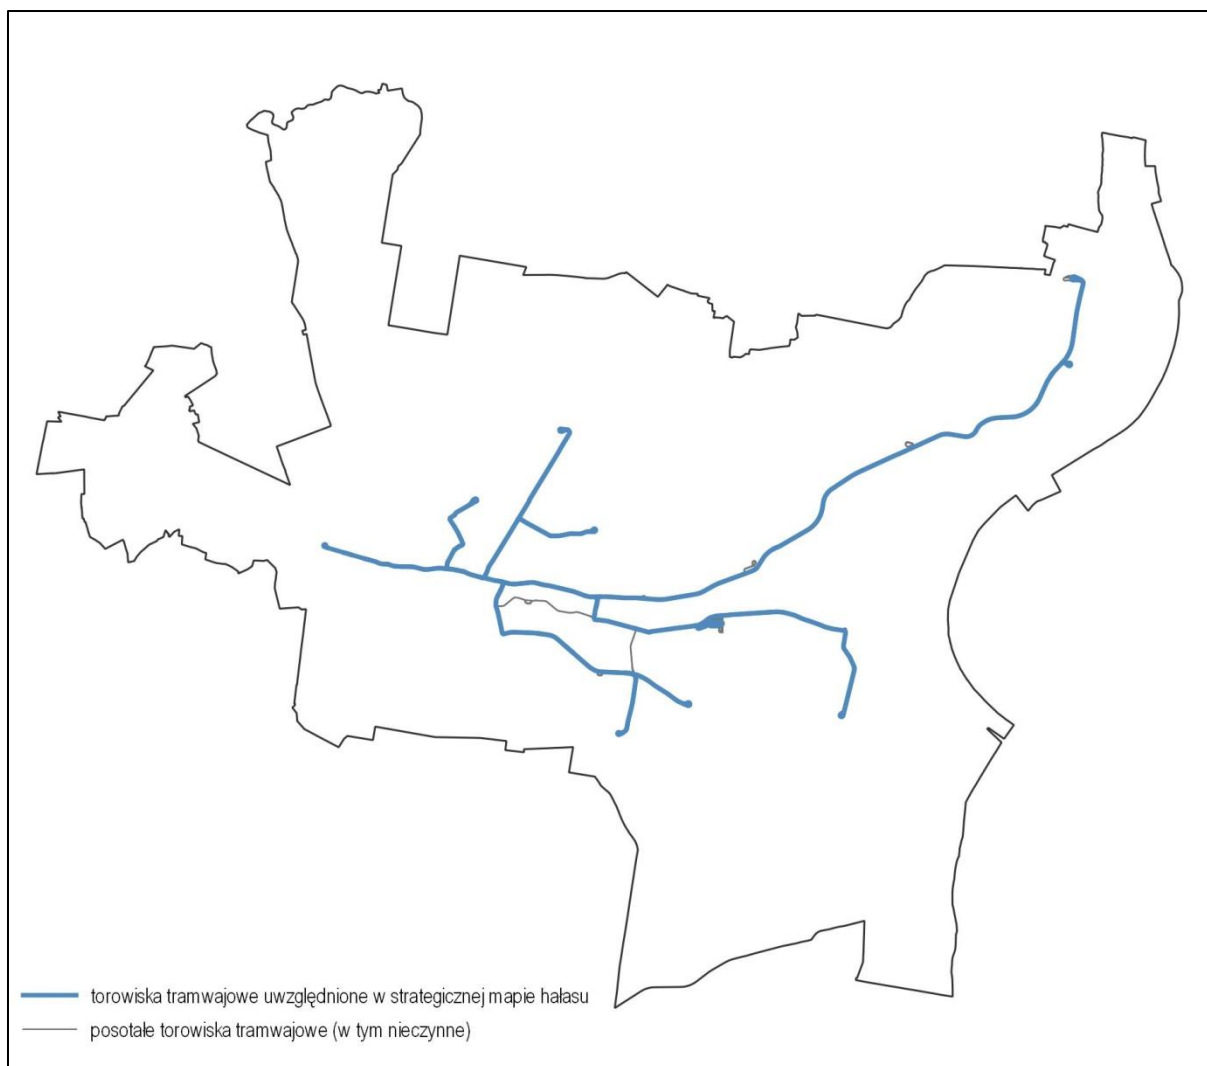 torowiska tramwajowe uwzględnione w strategicznej mapie hałasu
posotałe torowiska tramwajowe (w tym nieczynne)